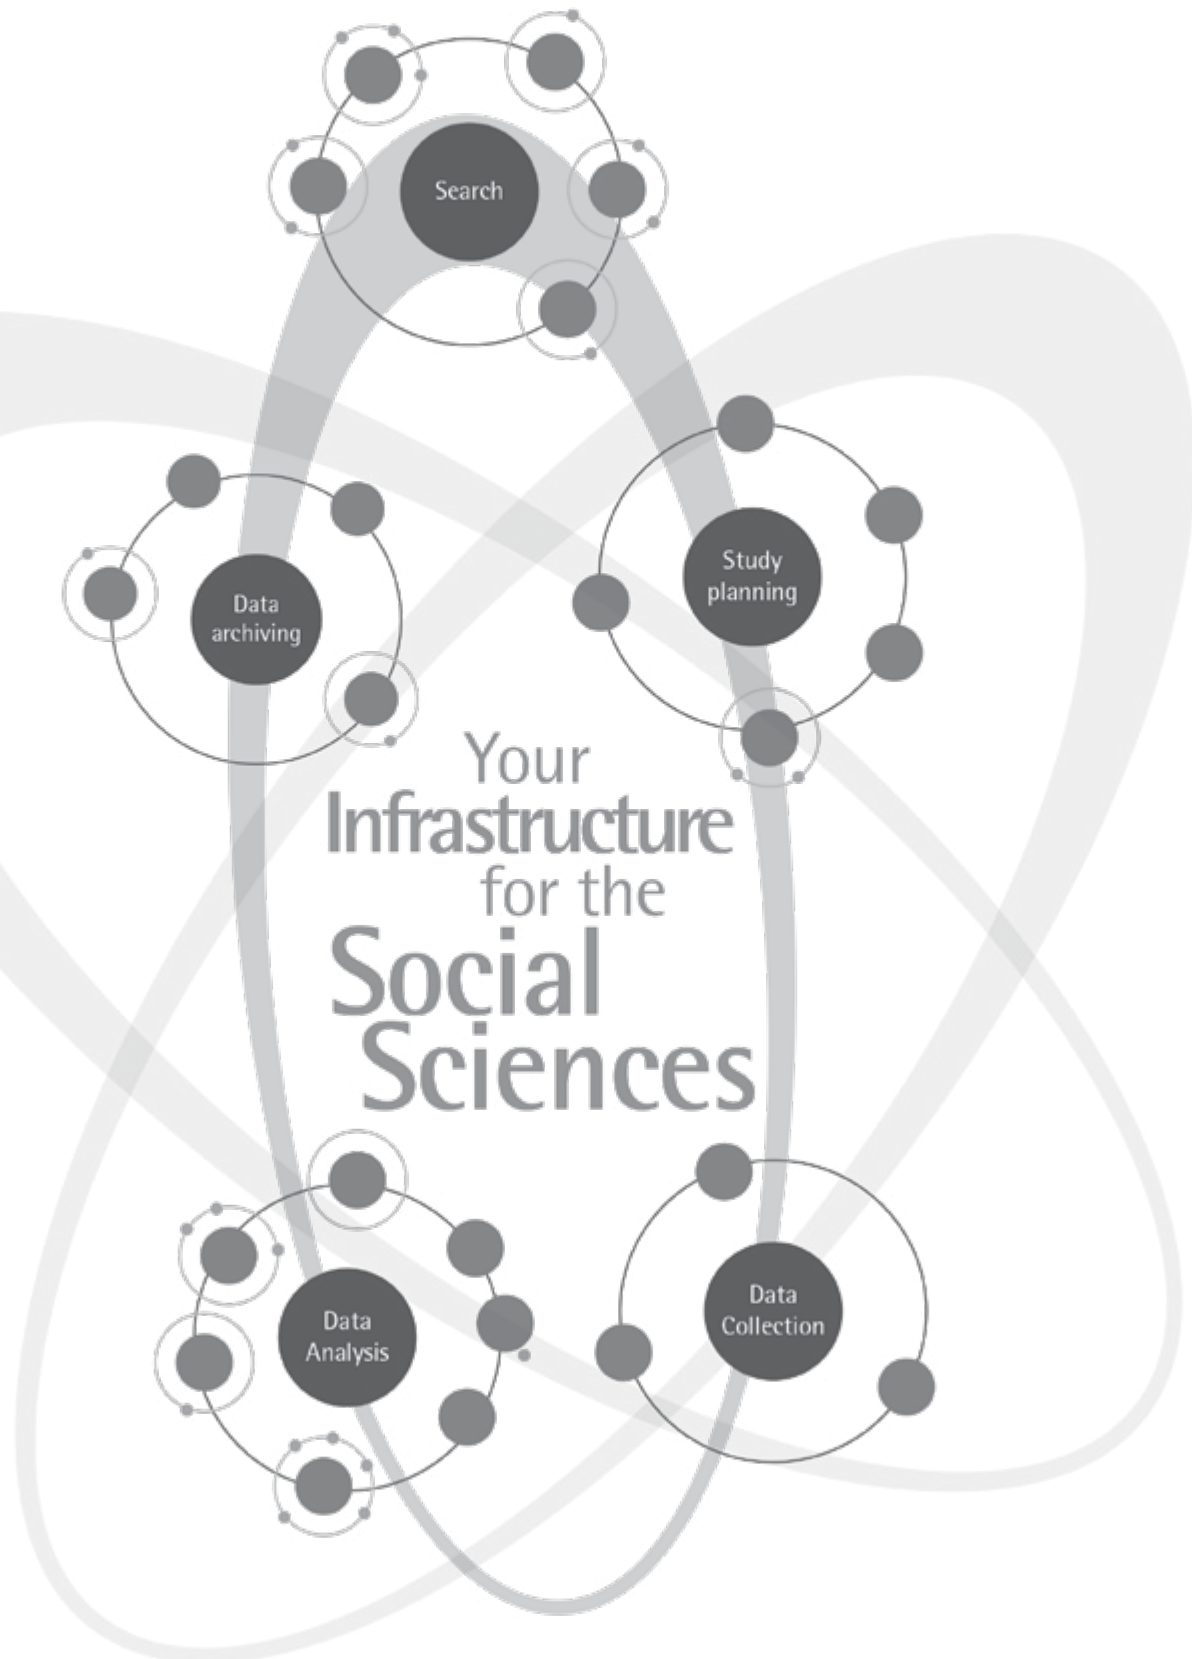 Search
Study
planning
Data
archiving
Your
Infrastructure
for the
Social
Sciences
Data
Analysis
Data
Collection